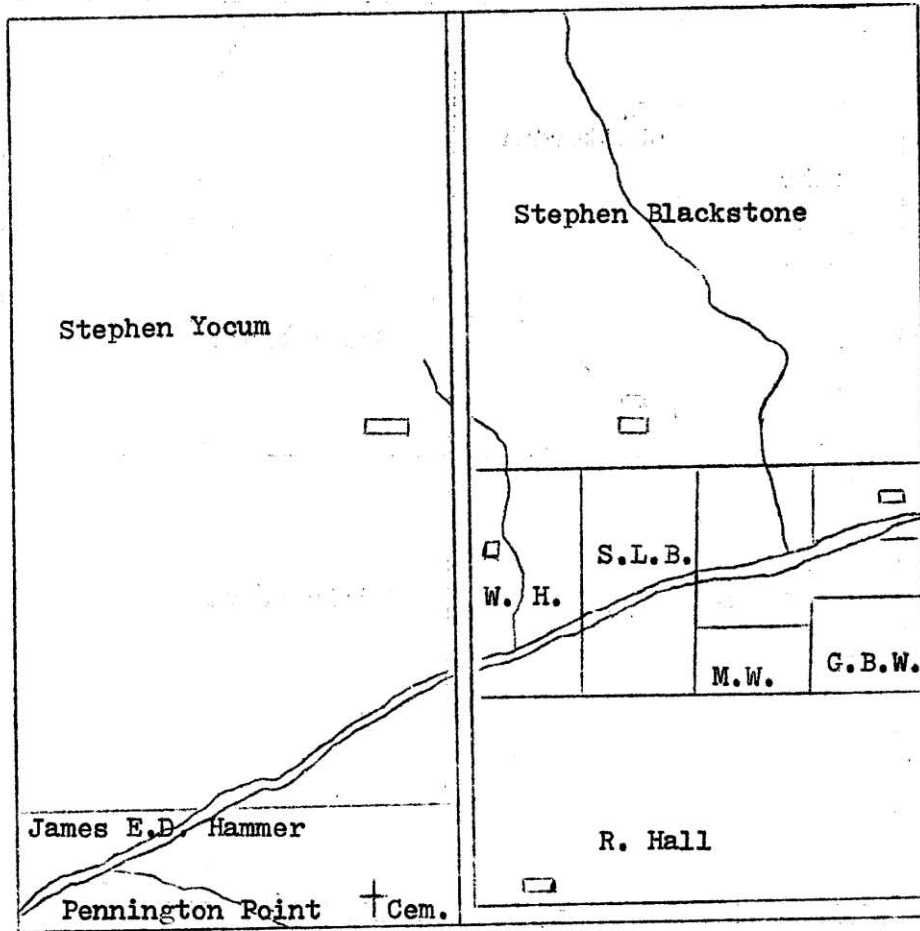 Stephen Blackstone
Stephen Yocum
S.L.B.
W. H.
M.W.
G.B.W.
James E.D. Hammer
R. Hall
Pennington Point
Cem.